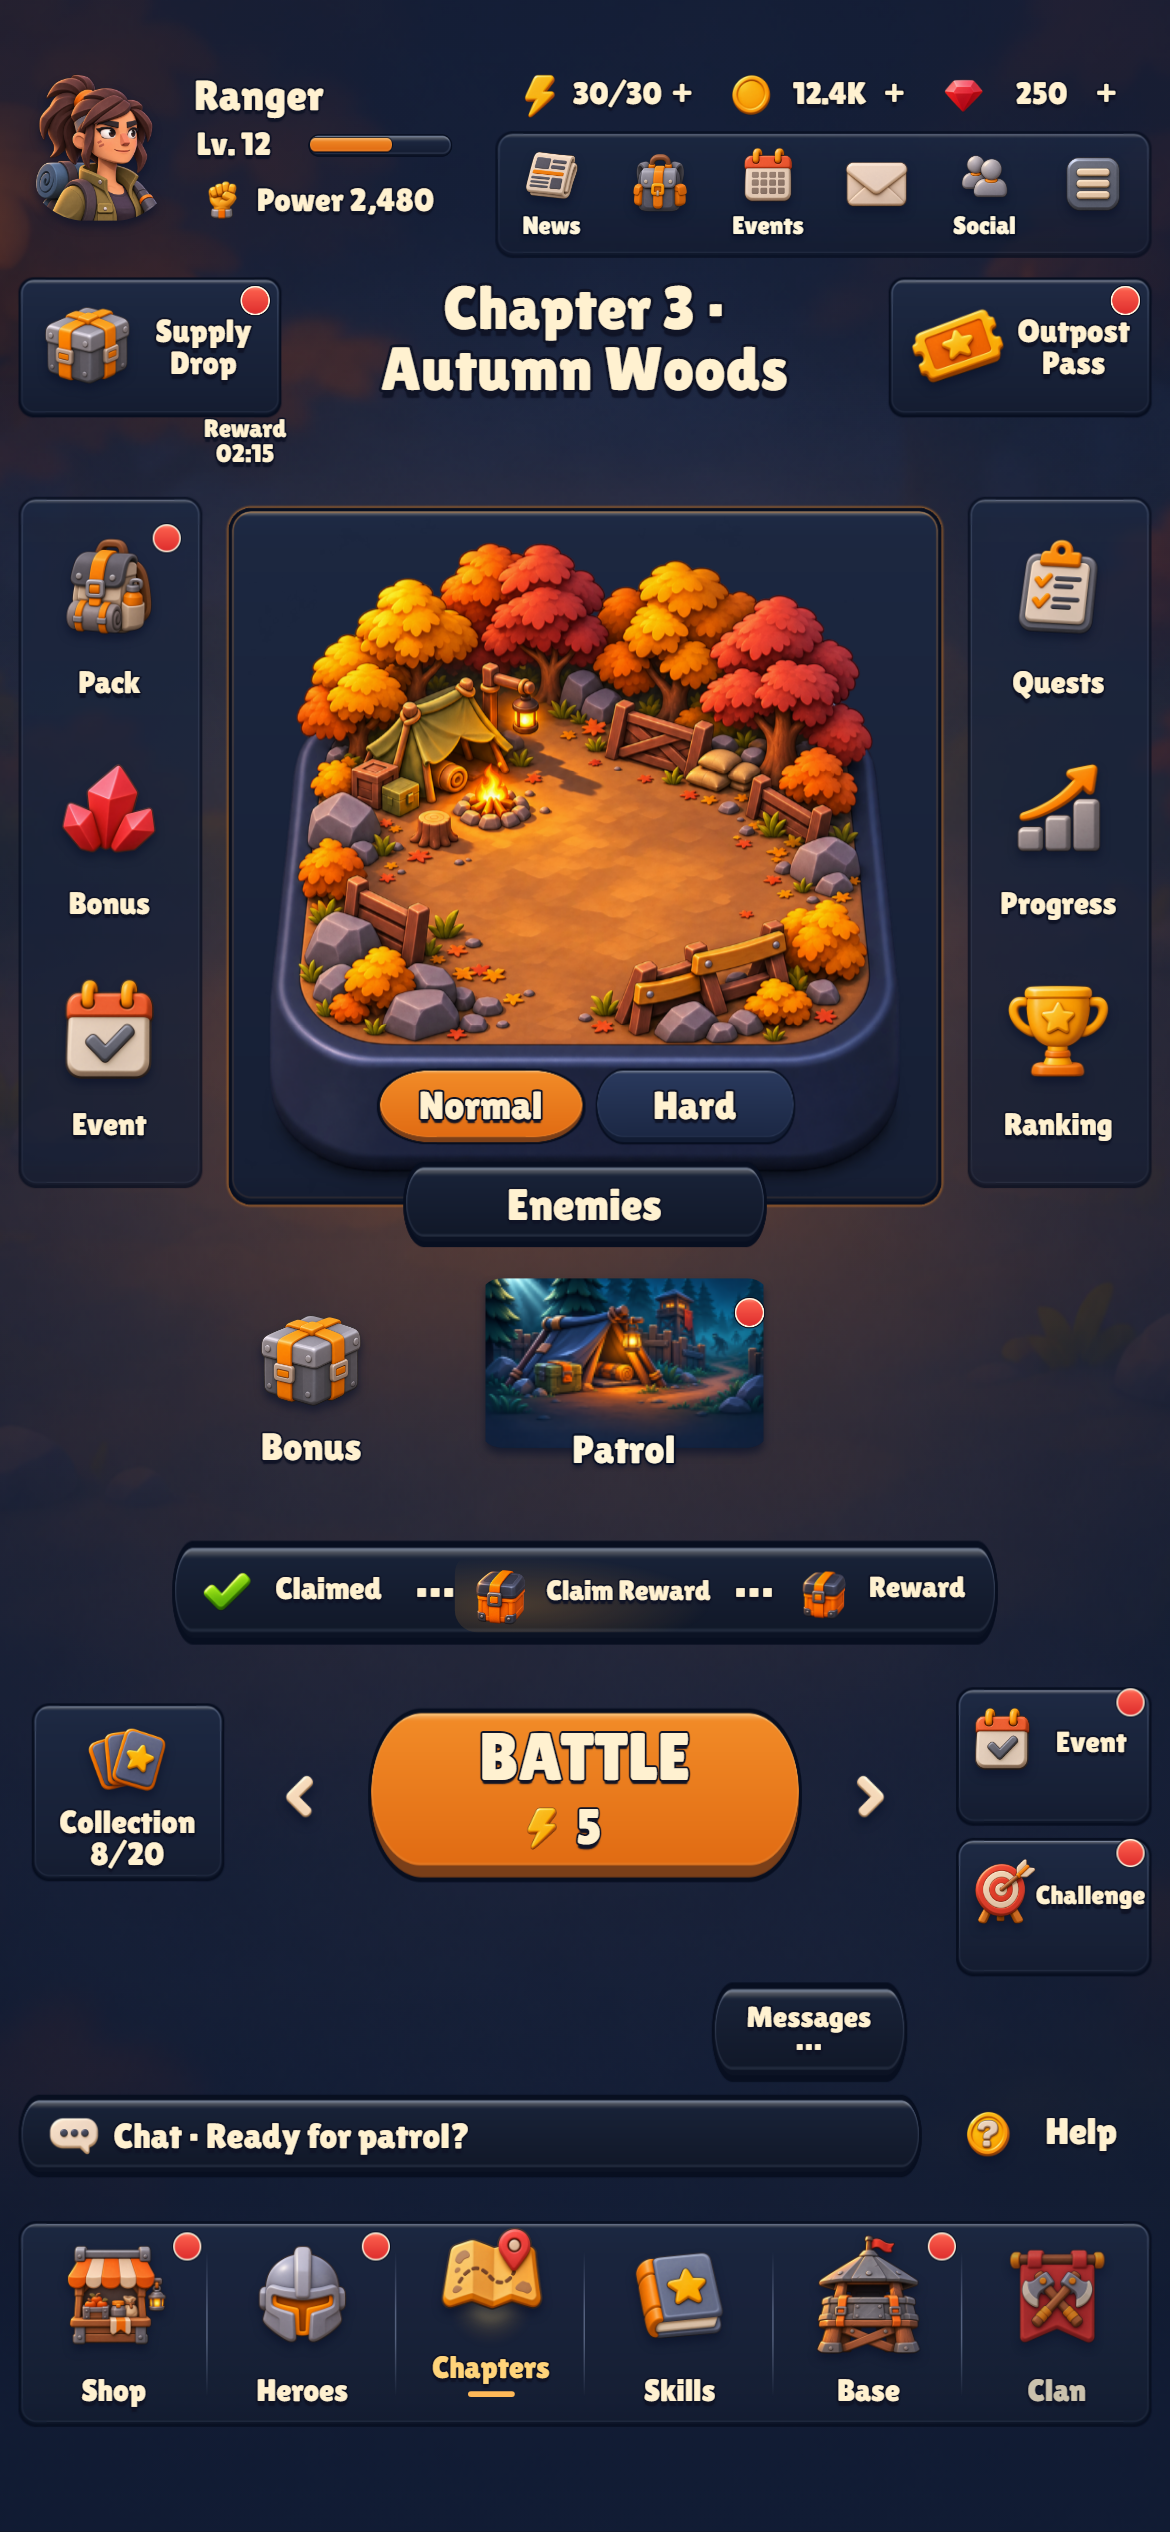 Ranger
Lv. 12
Power 2,480
30/30 +
12.4K +
250 +
News
Events
Social
Supply
Drop
Reward
02:15
Chapter 3 ·
Autumn Woods
Outpost
Pass
Pack
Bonus
Event
Quests
Progress
Ranking
Normal
Hard
Enemies
Bonus
Patrol
Claimed
...
Claim Reward
...
Reward
Collection
8/20
BATTLE
5
Event
Challenge
Messages
...
Chat · Ready for patrol?
? Help
Shop
Heroes
Chapters
Skills
Base
Clan